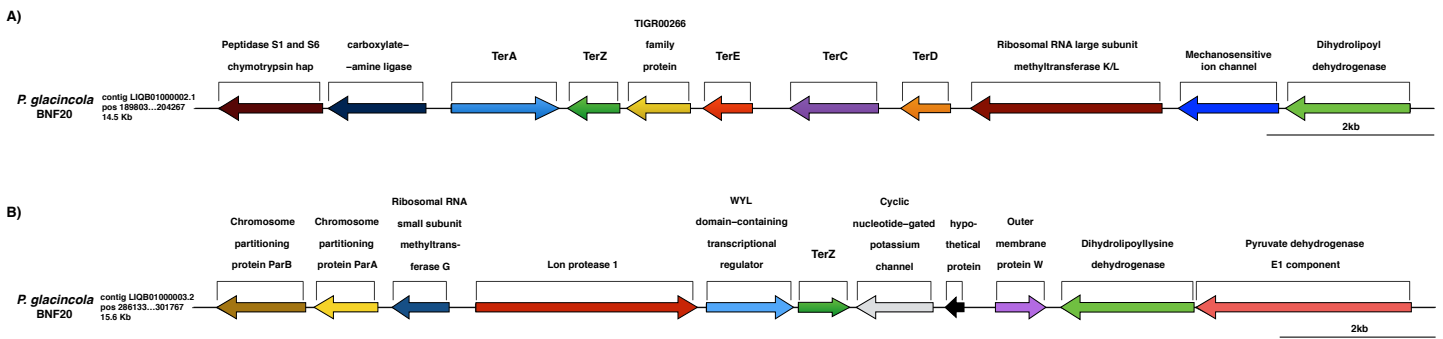 A)
Peptidase S1 and S6
chymotrypsin hap
carboxylate–
–amine ligase
TerA
TerZ
TIGR00266
family
protein
TerE
TerC
TerD
Ribosomal RNA large subunit
methyltransferase K/L
Mechanosensitive
ion channel
Dihydrolipoyl
dehydrogenase
P. glacincola
BNF20
contig LIQB01000002.1
pos 189803...204267
14.5 Kb
2kb
B)
Chromosome
partitioning
protein ParB
Chromosome
partitioning
protein ParA
Ribosomal RNA
small subunit
methyltrans-
ferase G
Lon protease 1
WYL
domain–containing
transcriptional
regulator
TerZ
Cyclic
nucleotide–gated
potassium
channel
hypo-
thetical
protein
Outer
membrane
protein W
Dihydrolipoyllysine
dehydrogenase
Pyruvate dehydrogenase
E1 component
P. glacincola
BNF20
contig LIQB01000003.2
pos 286133...301767
15.6 Kb
2kb